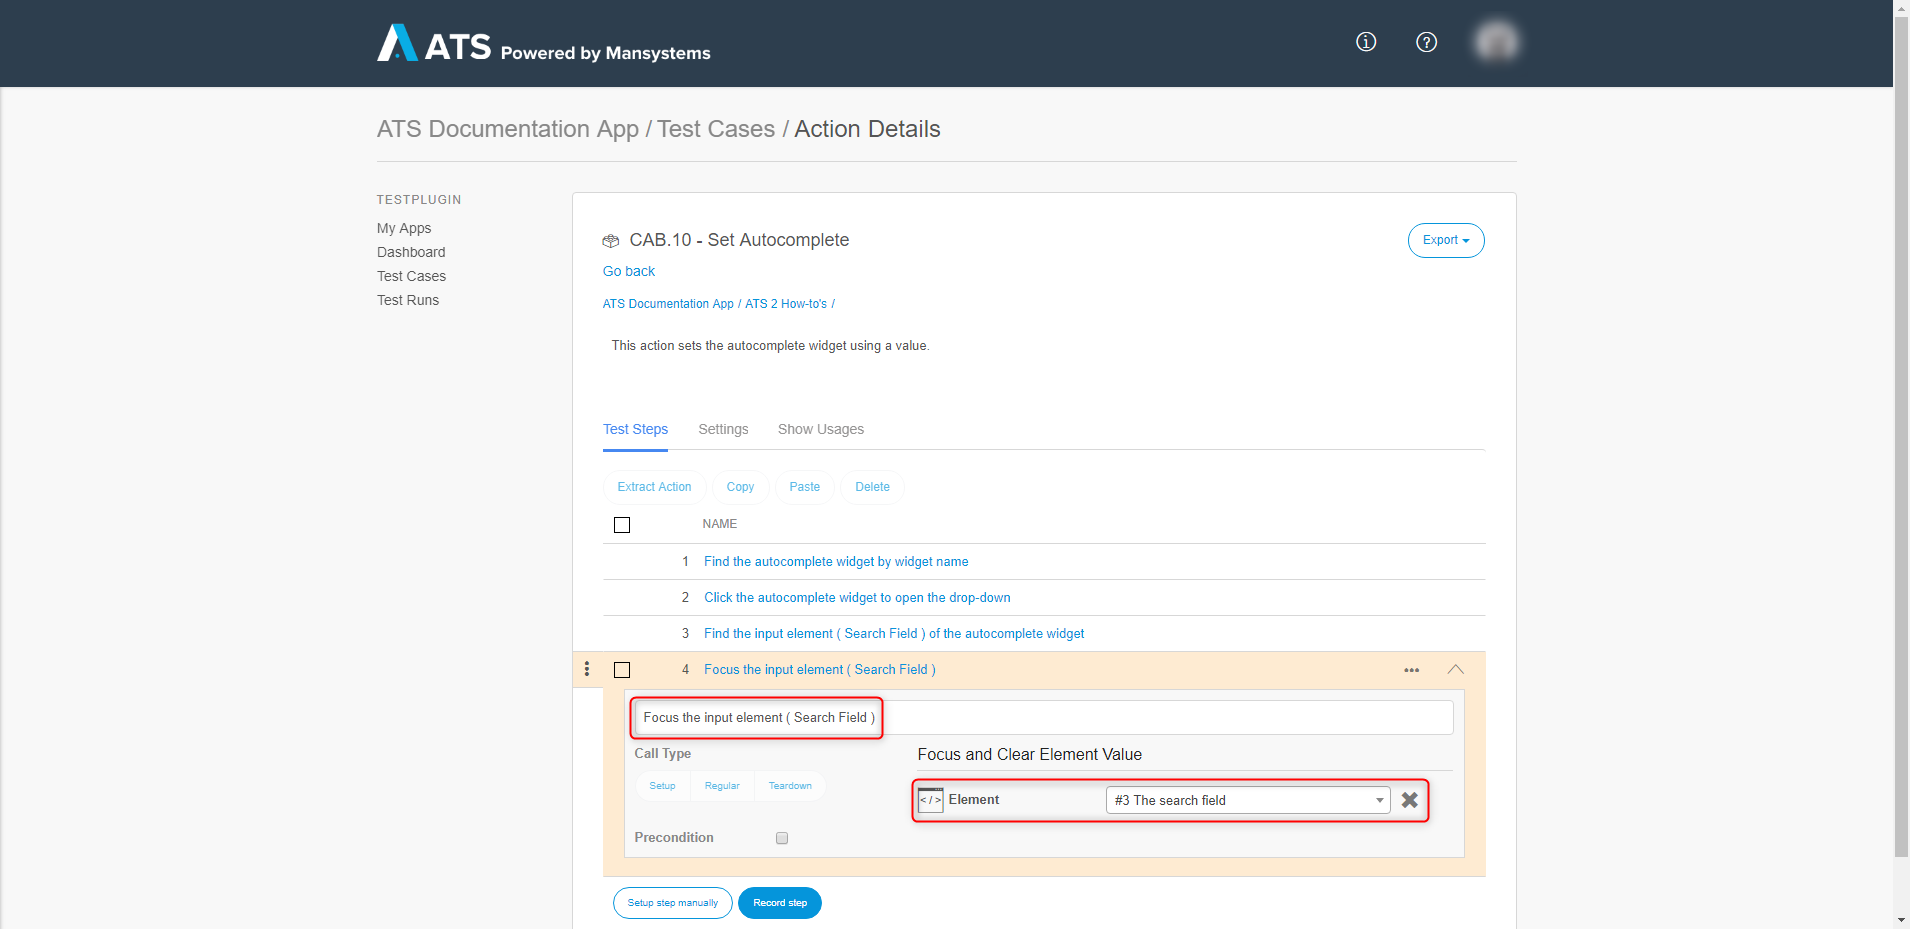 ATS Powered by Mansystems
ATS Documentation App / Test Cases / Action Details
TESTPLUGIN
My Apps
Dashboard
Test Cases
Test Runs
CAB.10 - Set Autocomplete
Export
Go back
ATS Documentation App / ATS 2 How-to's /
This action sets the autocomplete widget using a value.
Test Steps Settings Show Usages
Extract Action Copy Paste Delete
NAME
1 Find the autocomplete widget by widget name
2 Click the autocomplete widget to open the drop-down
3 Find the input element ( Search Field ) of the autocomplete widget
4 Focus the input element ( Search Field )
Focus the input element ( Search Field )
Call Type
Setup Regular Teardown
Precondition
Focus and Clear Element Value
</> Element #3 The search field
Setup step manually Record step